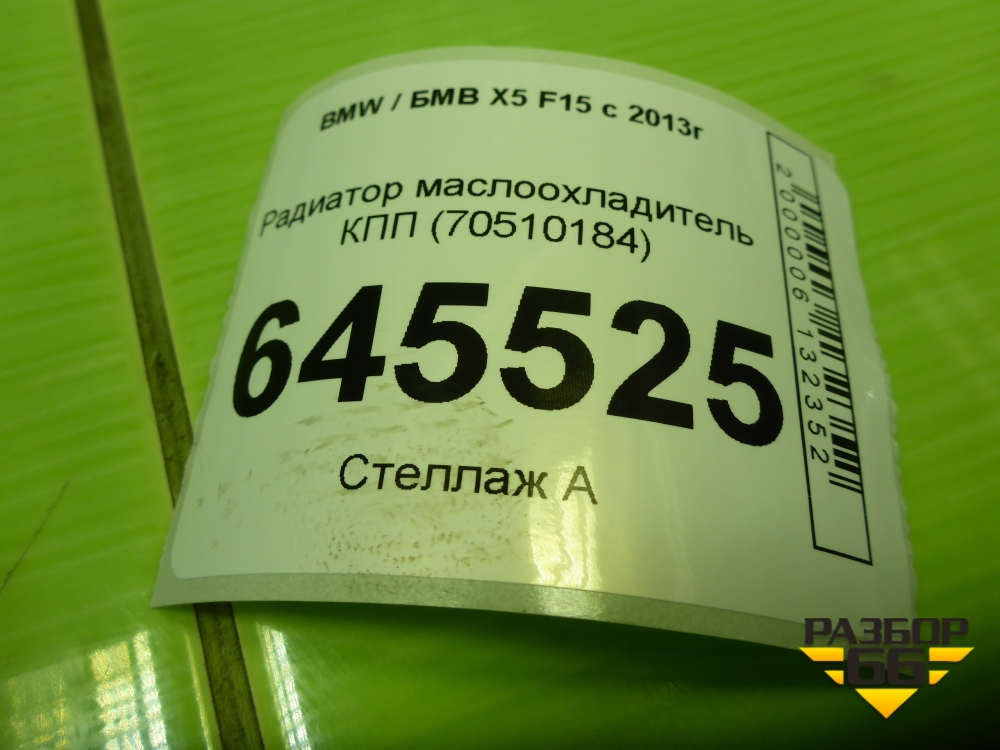 BMW / БМВ X5 F15 с 2013г
Радиатор маслоохладитель
КПП (70510184)
645525
Стеллаж А
2000006132352
РАЗБОР
66